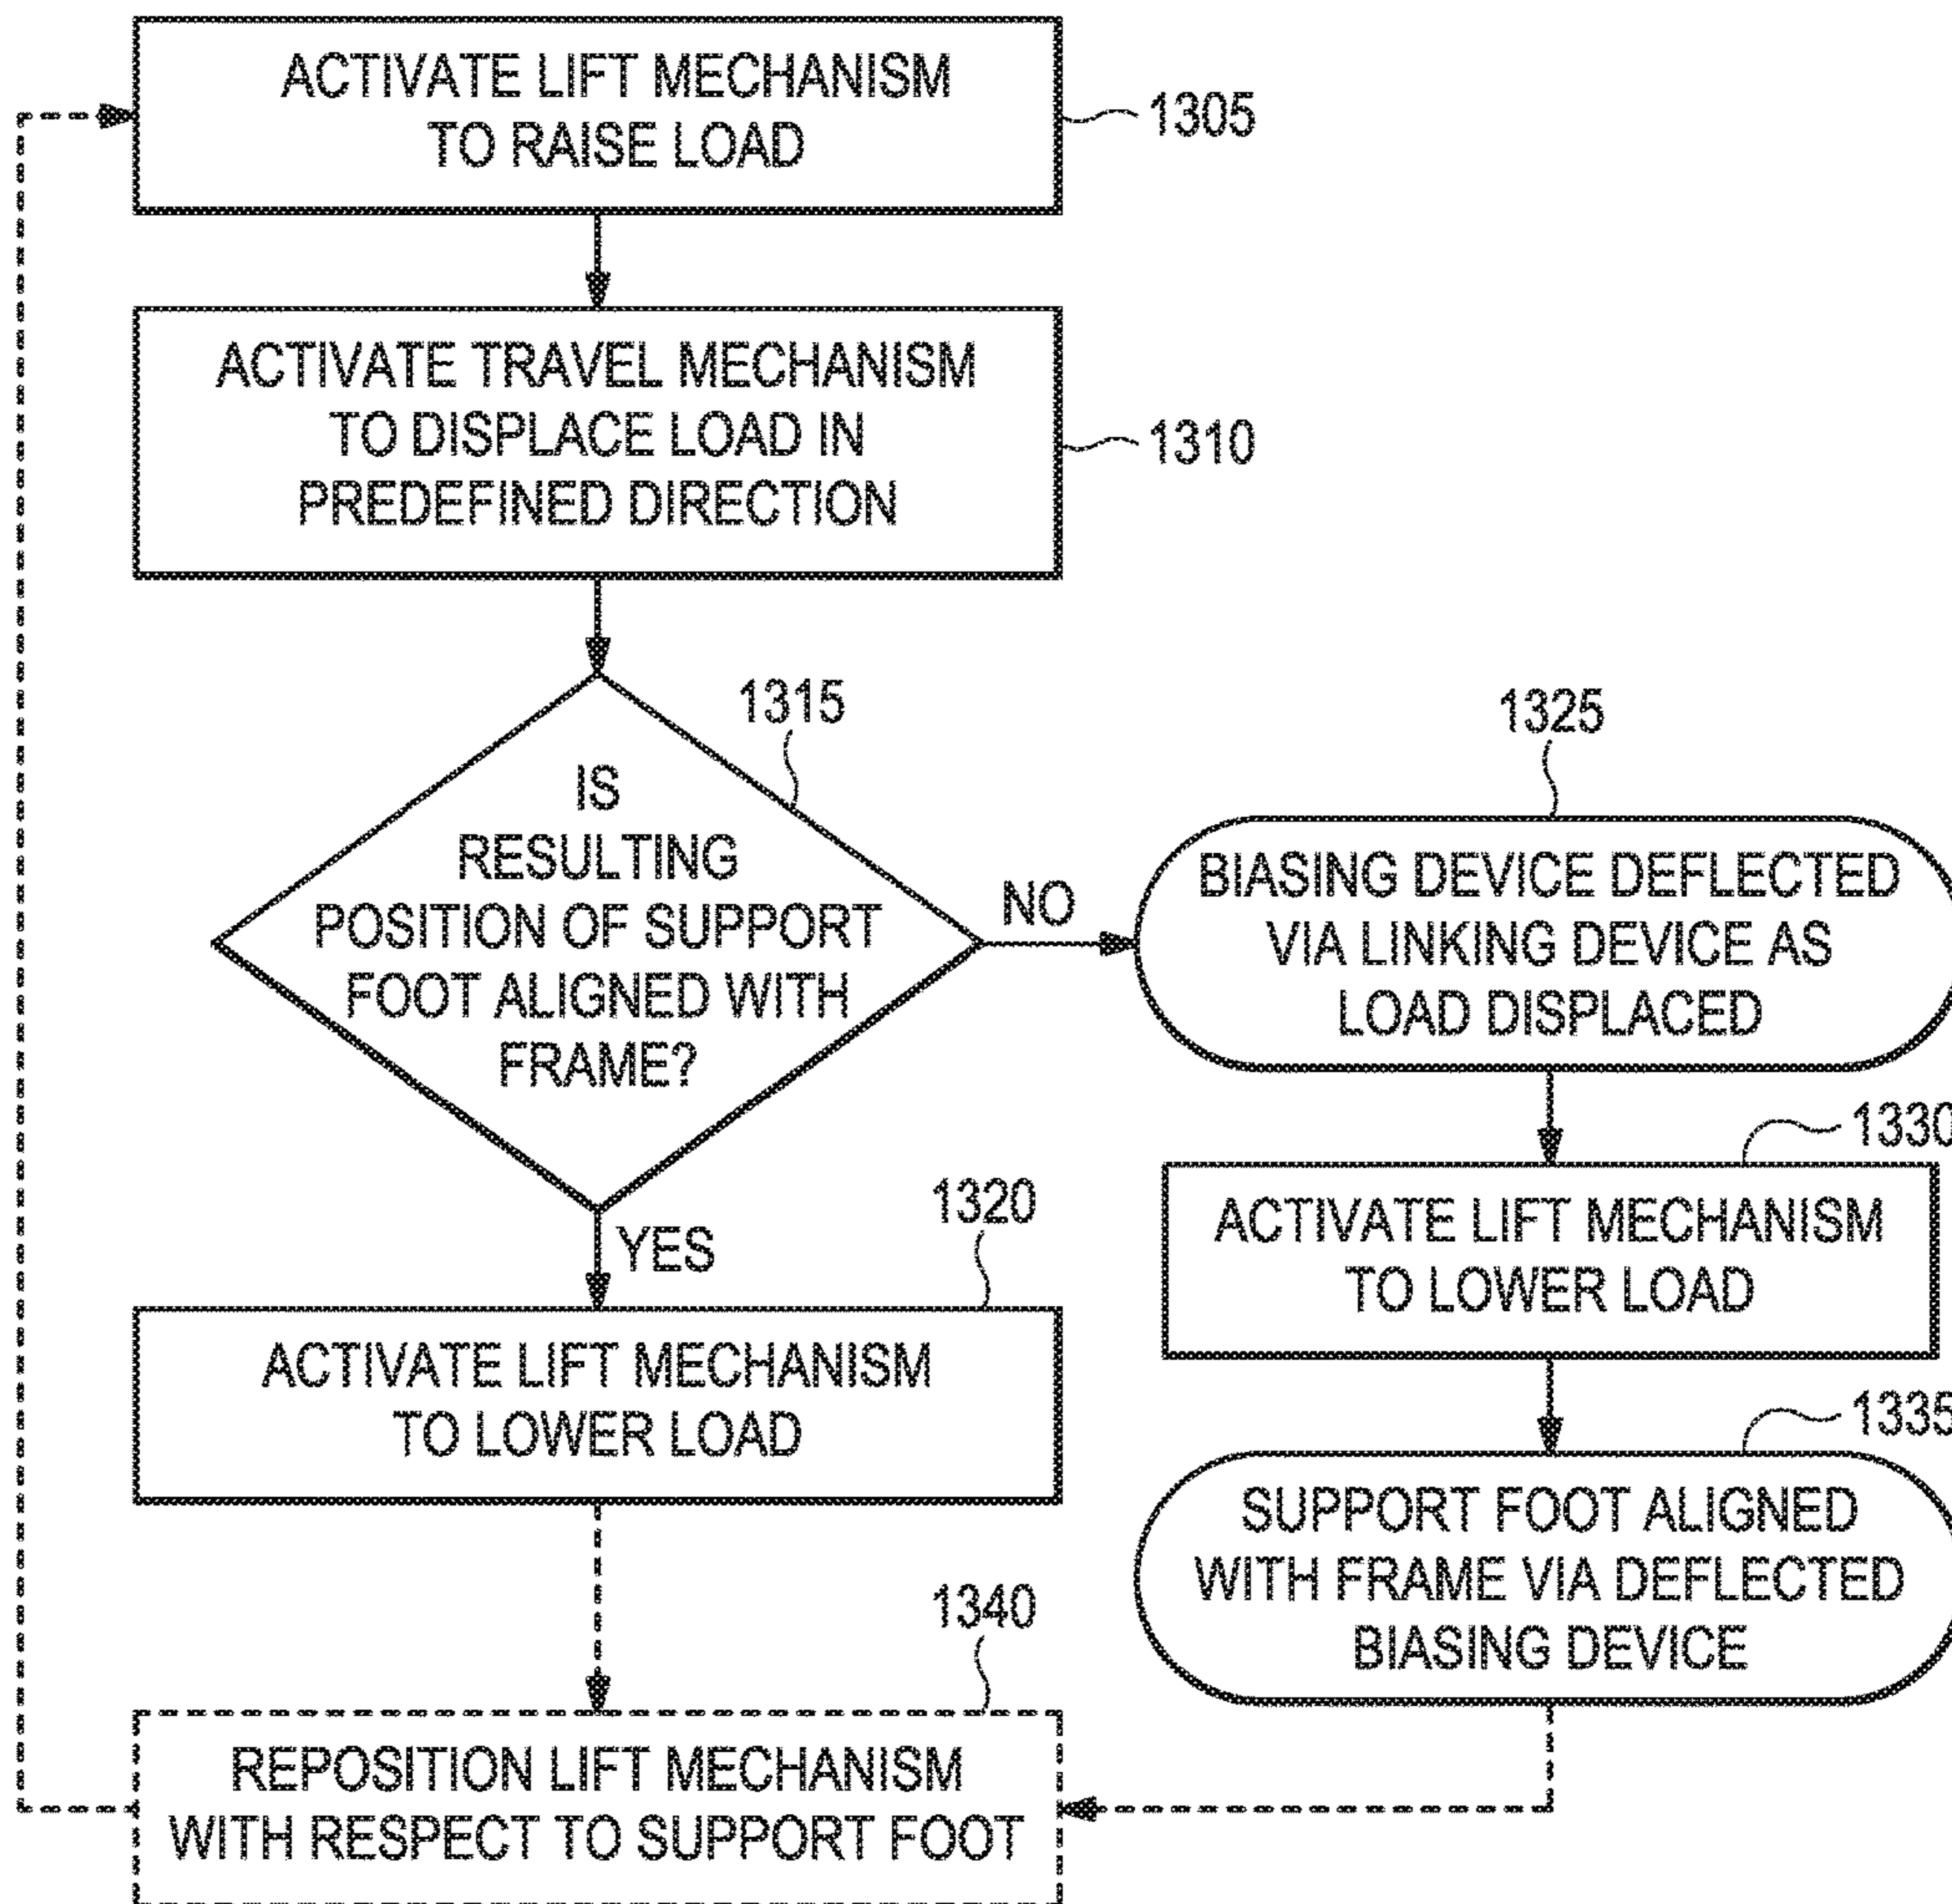 ACTIVATE LIFT MECHANISM
TO RAISE LOAD
1305
ACTIVATE TRAVEL MECHANISM
TO DISPLACE LOAD IN
PREDEFINED DIRECTION
1310
1315
IS
RESULTING
POSITION OF SUPPORT
FOOT ALIGNED WITH
FRAME?
NO
YES
1325
BIASING DEVICE DEFLECTED
VIA LINKING DEVICE AS
LOAD DISPLACED
1330
ACTIVATE LIFT MECHANISM
TO LOWER LOAD
1335
SUPPORT FOOT ALIGNED
WITH FRAME VIA DEFLECTED
BIASING DEVICE
1320
ACTIVATE LIFT MECHANISM
TO LOWER LOAD
1340
REPOSITION LIFT MECHANISM
WITH RESPECT TO SUPPORT FOOT